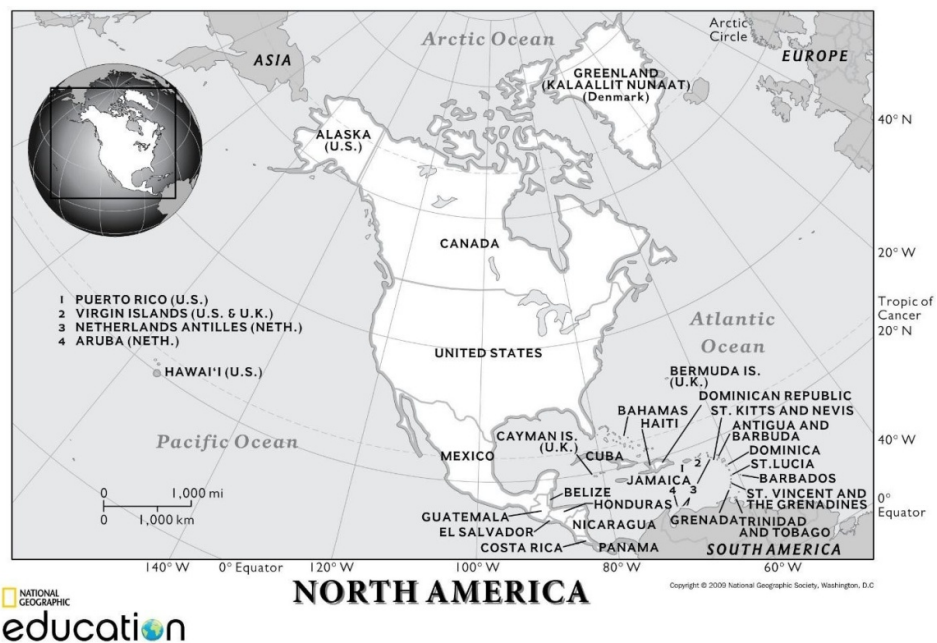 Arctic Ocean
Arctic
Circle
ASIA
EUROPE
GREENLAND
(KALAALLIT NUNAAT)
(Denmark)
40° N
ALASKA
(U.S.)
CANADA
20° W
1 PUERTO RICO (U.S.)
2 VIRGIN ISLANDS (U.S. & U.K.)
3 NETHERLANDS ANTILLES (NETH.)
4 ARUBA (NETH.)
Tropic of
Cancer
20° N
Atlantic
Ocean
UNITED STATES
HAWAI‘I (U.S.)
BERMUDA IS.
(U.K.)
DOMINICAN REPUBLIC
BAHAMAS
ST. KITTS AND NEVIS
HAITI
ANTIGUA AND
BARBUDA
Pacific Ocean
CAYMAN IS.
(U.K.)
40° W
MEXICO
CUBA
DOMINICA
ST.LUCIA
1
2
JAMAICA
BARBADOS
4
3
0 1,000 mi
0 1,000 km
BELIZE
ST. VINCENT AND
THE GRENADINES
HONDURAS
0°
Equator
GUATEMALA
NICARAGUA
GRENADA
TRINIDAD
AND TOBAGO
EL SALVADOR
COSTA RICA
PANAMA
SOUTH AMERICA
140° W
0° Equator
120° W
100° W
80° W
60° W
NORTH AMERICA
Copyright © 2009 National Geographic Society, Washington, D.C
NATIONAL
GEOGRAPHIC
education